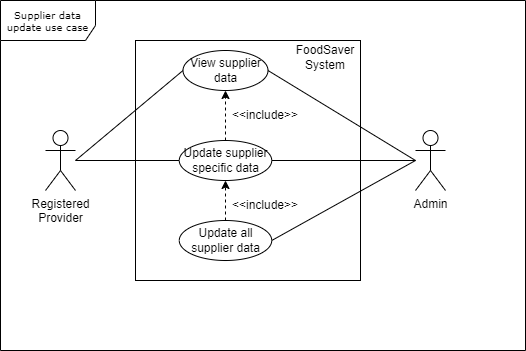 Supplier data
update use case
FoodSaver
System
View supplier
data
<<include>>
Update supplier
specific data
<<include>>
Update all
supplier data
Registered
Provider
Admin